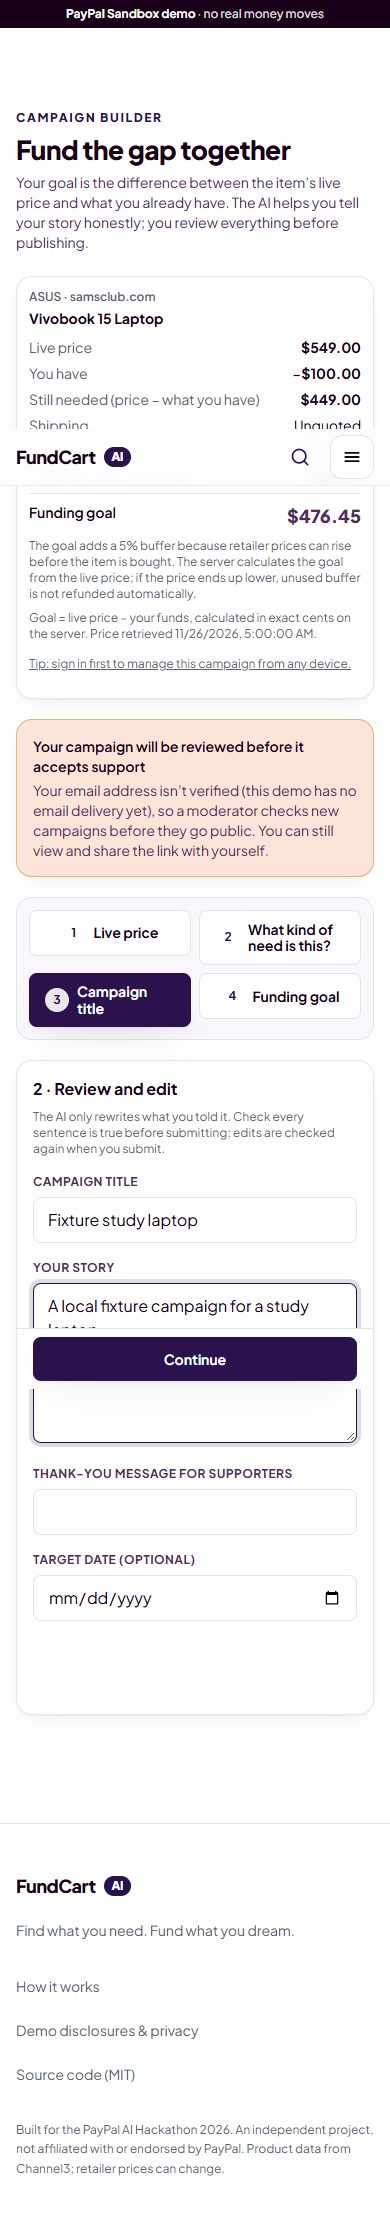 PayPal Sandbox demo · no real money moves
CAMPAIGN BUILDER
Fund the gap together
Your goal is the difference between the item's live
price and what you already have. The AI helps you tell
your story honestly; you review everything before
publishing.
ASUS · samsclub.com
Vivobook 15 Laptop
Live price $549.00
You have −$100.00
Still needed (price − what you have) $449.00
Shipping Unquoted
FundCart AI
Funding goal $476.45
The goal adds a 5% buffer because retailer prices can rise
before the item is bought. The server calculates the goal
from the live price; if the price ends up lower, unused buffer
is not refunded automatically.
Goal = live price − your funds, calculated in exact cents on
the server. Price retrieved 11/26/2026, 5:00:00 AM.
Tip: sign in first to manage this campaign from any device.
Your campaign will be reviewed before it
accepts support
Your email address isn't verified (this demo has no
email delivery yet), so a moderator checks new
campaigns before they go public. You can still
view and share the link with yourself.
1 Live price
2 What kind of
need is this?
3 Campaign
title
4 Funding goal
2 · Review and edit
The AI only rewrites what you told it. Check every
sentence is true before submitting; edits are checked
again when you submit.
CAMPAIGN TITLE
Fixture study laptop
YOUR STORY
A local fixture campaign for a study
laptop
Continue
THANK-YOU MESSAGE FOR SUPPORTERS
TARGET DATE (OPTIONAL)
mm/dd/yyyy
FundCart AI
Find what you need. Fund what you dream.
How it works
Demo disclosures & privacy
Source code (MIT)
Built for the PayPal AI Hackathon 2026. An independent project,
not affiliated with or endorsed by PayPal. Product data from
Channel3; retailer prices can change.